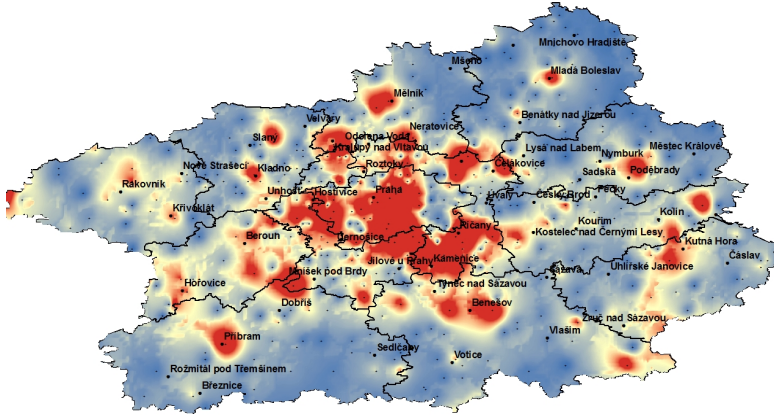 Mnichovo Hradiště
Mšeno
Mladá Boleslav
Mělník
Benátky nad Jizerou
Velvary
Neratovice
Slaný
Odolena Voda
Kralupy nad Vltavou
Lysá nad Labem
Městec Králové
Nymburk
Roztoky
Čelákovice
Nové Strašecí
Kladno
Poděbrady
Sadská
Rakovník
Unhošť
Hostivice
Praha
Úvaly
Český Brod
Pečky
Křivoklát
Kolín
Říčany
Kouřim
Kostelec nad Černými Lesy
Beroun
Černošice
Kutná Hora
Jílové u Prahy
Kamenice
Čáslav
Uhlířské Janovice
Mníšek pod Brdy
Sázava
Hořovice
Týnec nad Sázavou
Dobříš
Benešov
Zruč nad Sázavou
Příbram
Vlašim
Sedlčany
Votice
Rožmitál pod Třemšínem
Březnice